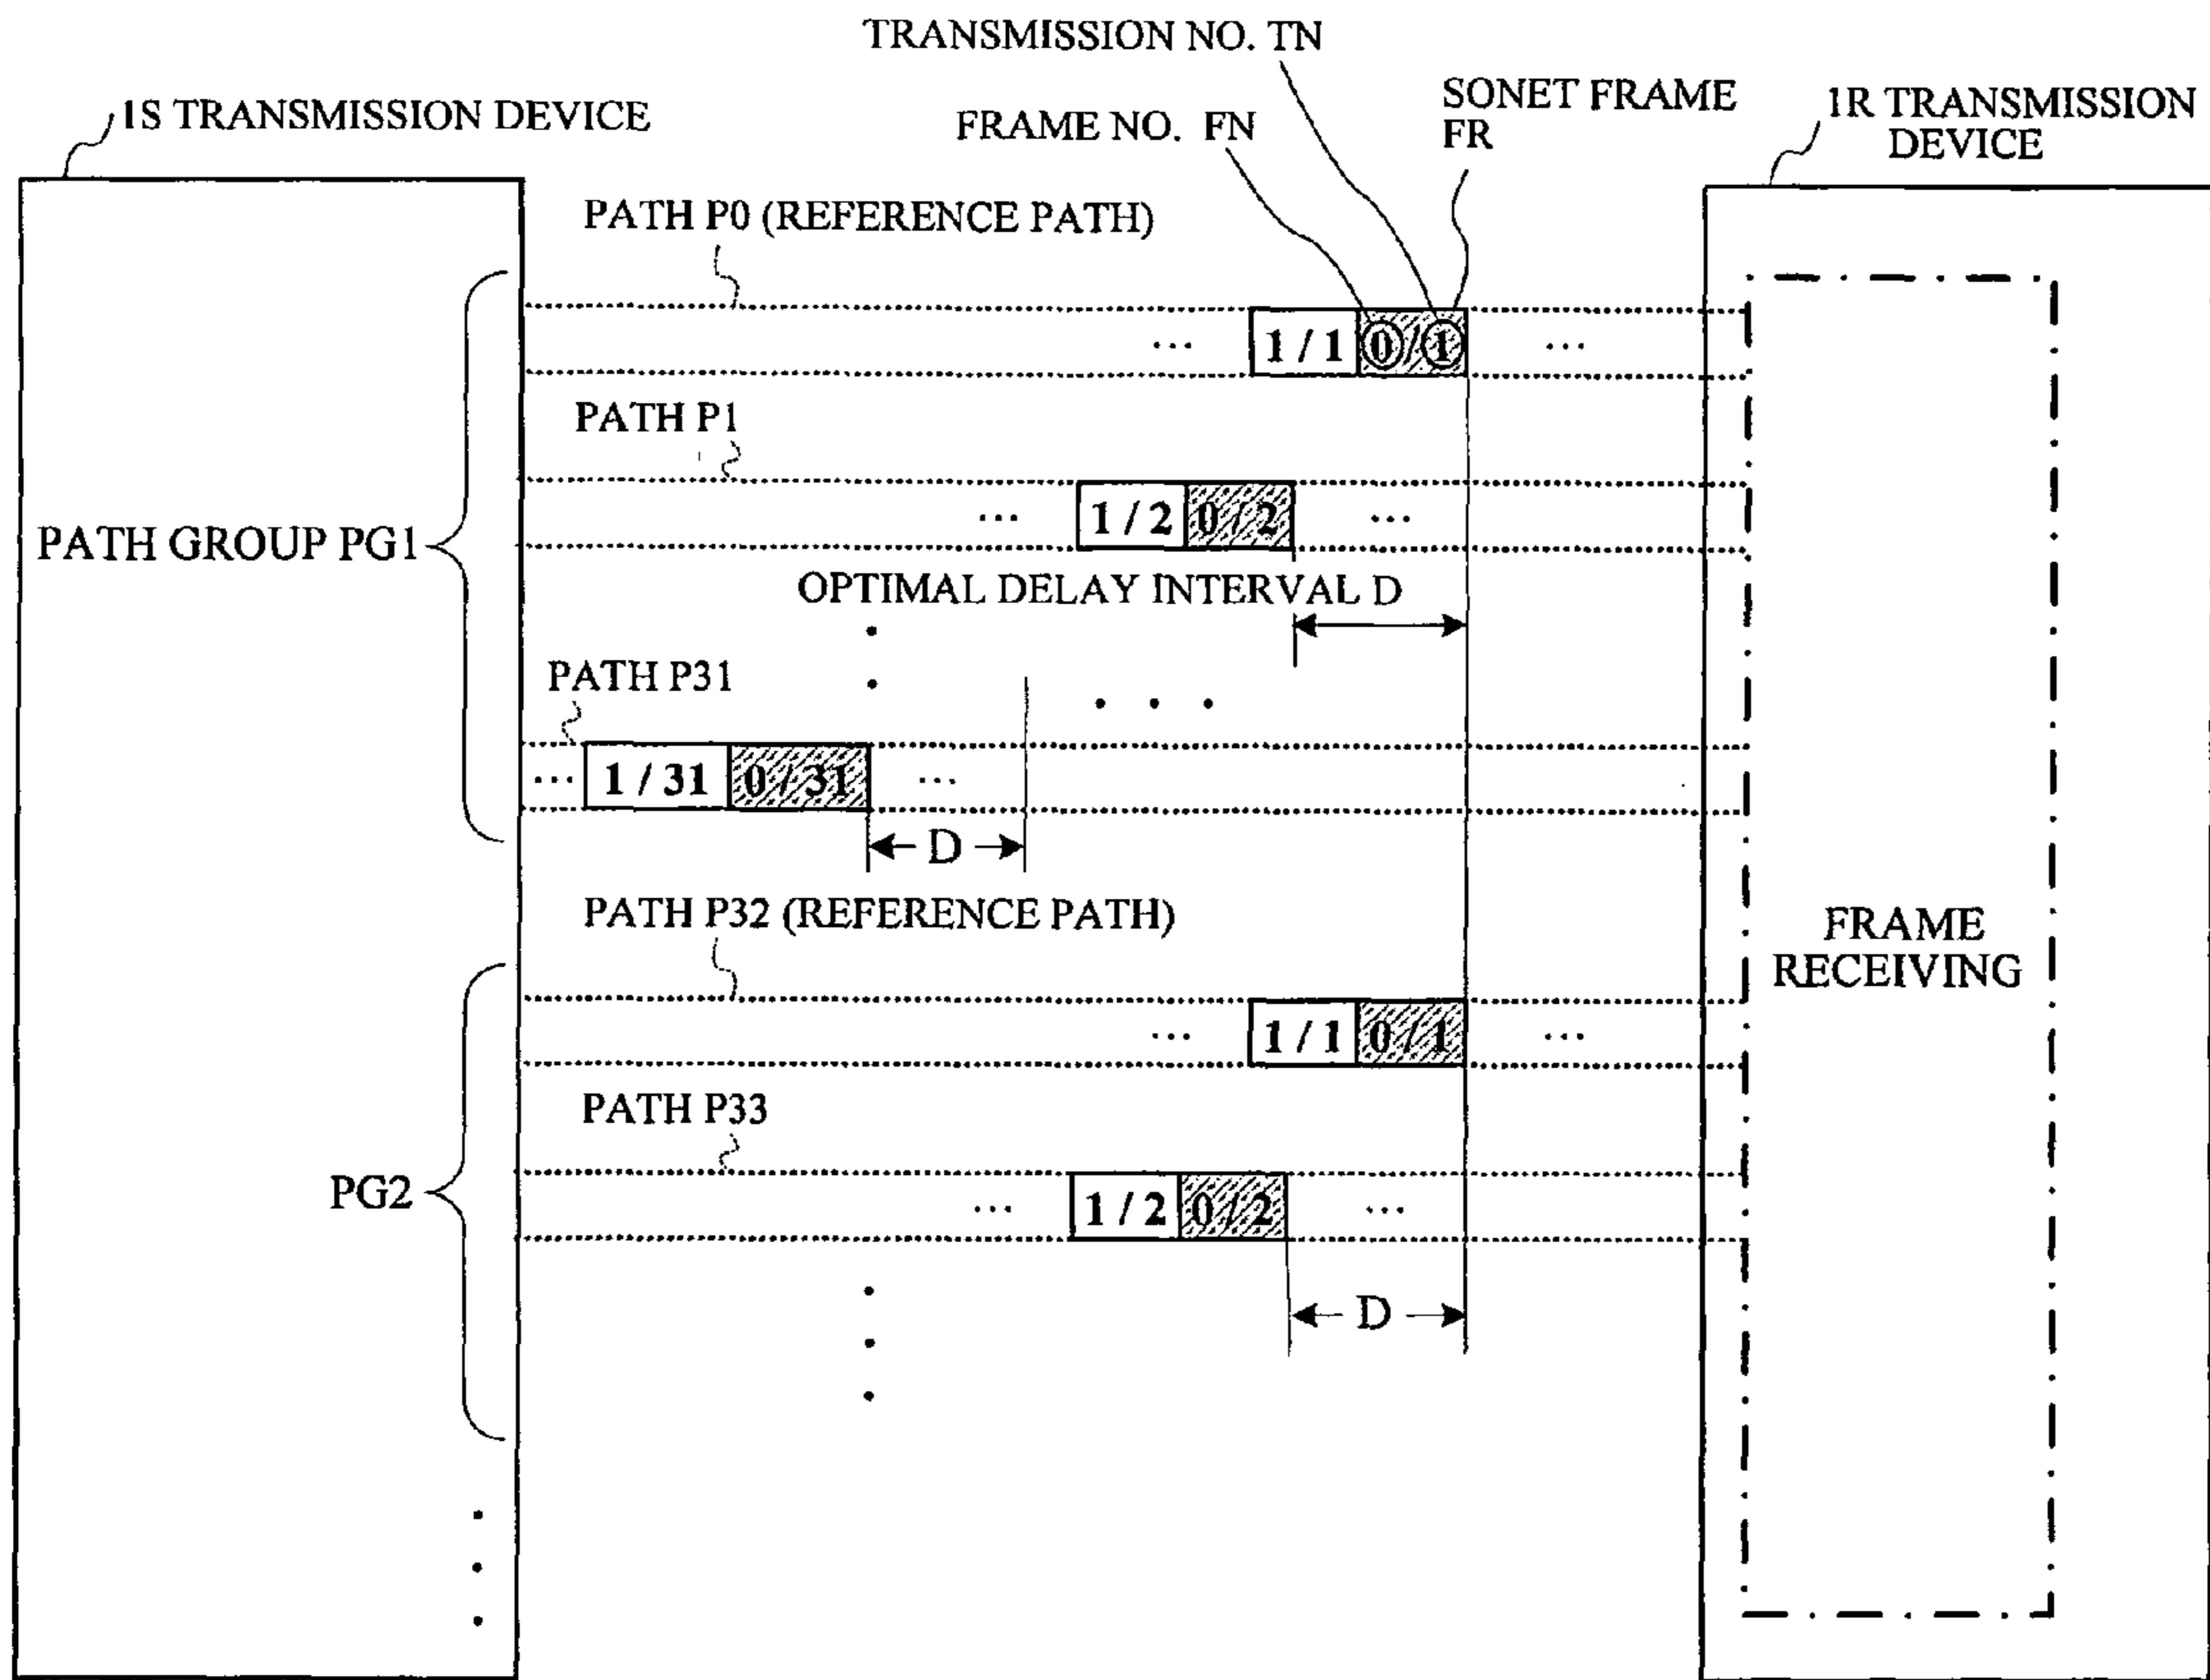 TRANSMISSION NO. TN
1S TRANSMISSION DEVICE
FRAME NO. FN
SONET FRAME
FR
1R TRANSMISSION
DEVICE
PATH P0 (REFERENCE PATH)
... 1 / 1 0 / 1 ...
PATH P1
... 1 / 2 0 / 2 ...
PATH GROUP PG1
OPTIMAL DELAY INTERVAL D
PATH P31
... 1 / 31 0 / 31 ...
D
PATH P32 (REFERENCE PATH)
FRAME
RECEIVING
... 1 / 1 0 / 1 ...
PATH P33
PG2
... 1 / 2 0 / 2 ...
D